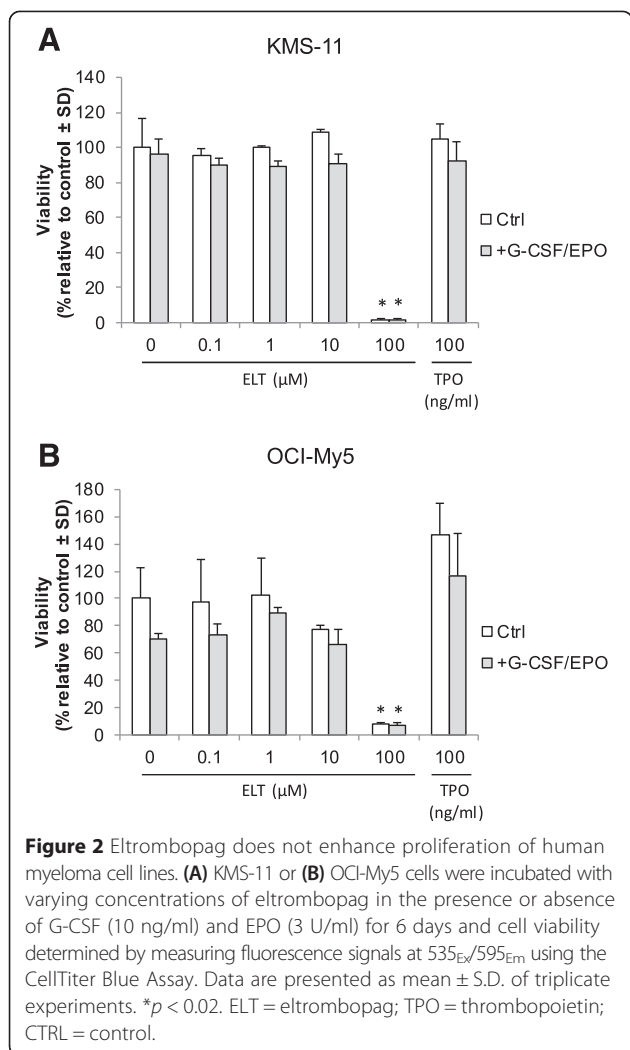 A
KMS-11
140
120
100
80
60
40
20
0
Viability
(% relative to control ± SD)
* *
Ctrl
+G-CSF/EPO
0 0.1 1 10 100 100
ELT (µM) TPO
(ng/ml)
B
OCI-My5
180
160
140
120
100
80
60
40
20
0
Viability
(% relative to control ± SD)
* *
Ctrl
+G-CSF/EPO
0 0.1 1 10 100 100
ELT (µM) TPO
(ng/ml)
Figure 2 Eltrombopag does not enhance proliferation of human
myeloma cell lines. (A) KMS-11 or (B) OCI-My5 cells were incubated with
varying concentrations of eltrombopag in the presence or absence
of G-CSF (10 ng/ml) and EPO (3 U/ml) for 6 days and cell viability
determined by measuring fluorescence signals at 535Ex/595Em using the
CellTiter Blue Assay. Data are presented as mean ± S.D. of triplicate
experiments. *p < 0.02. ELT = eltrombopag; TPO = thrombopoietin;
CTRL = control.